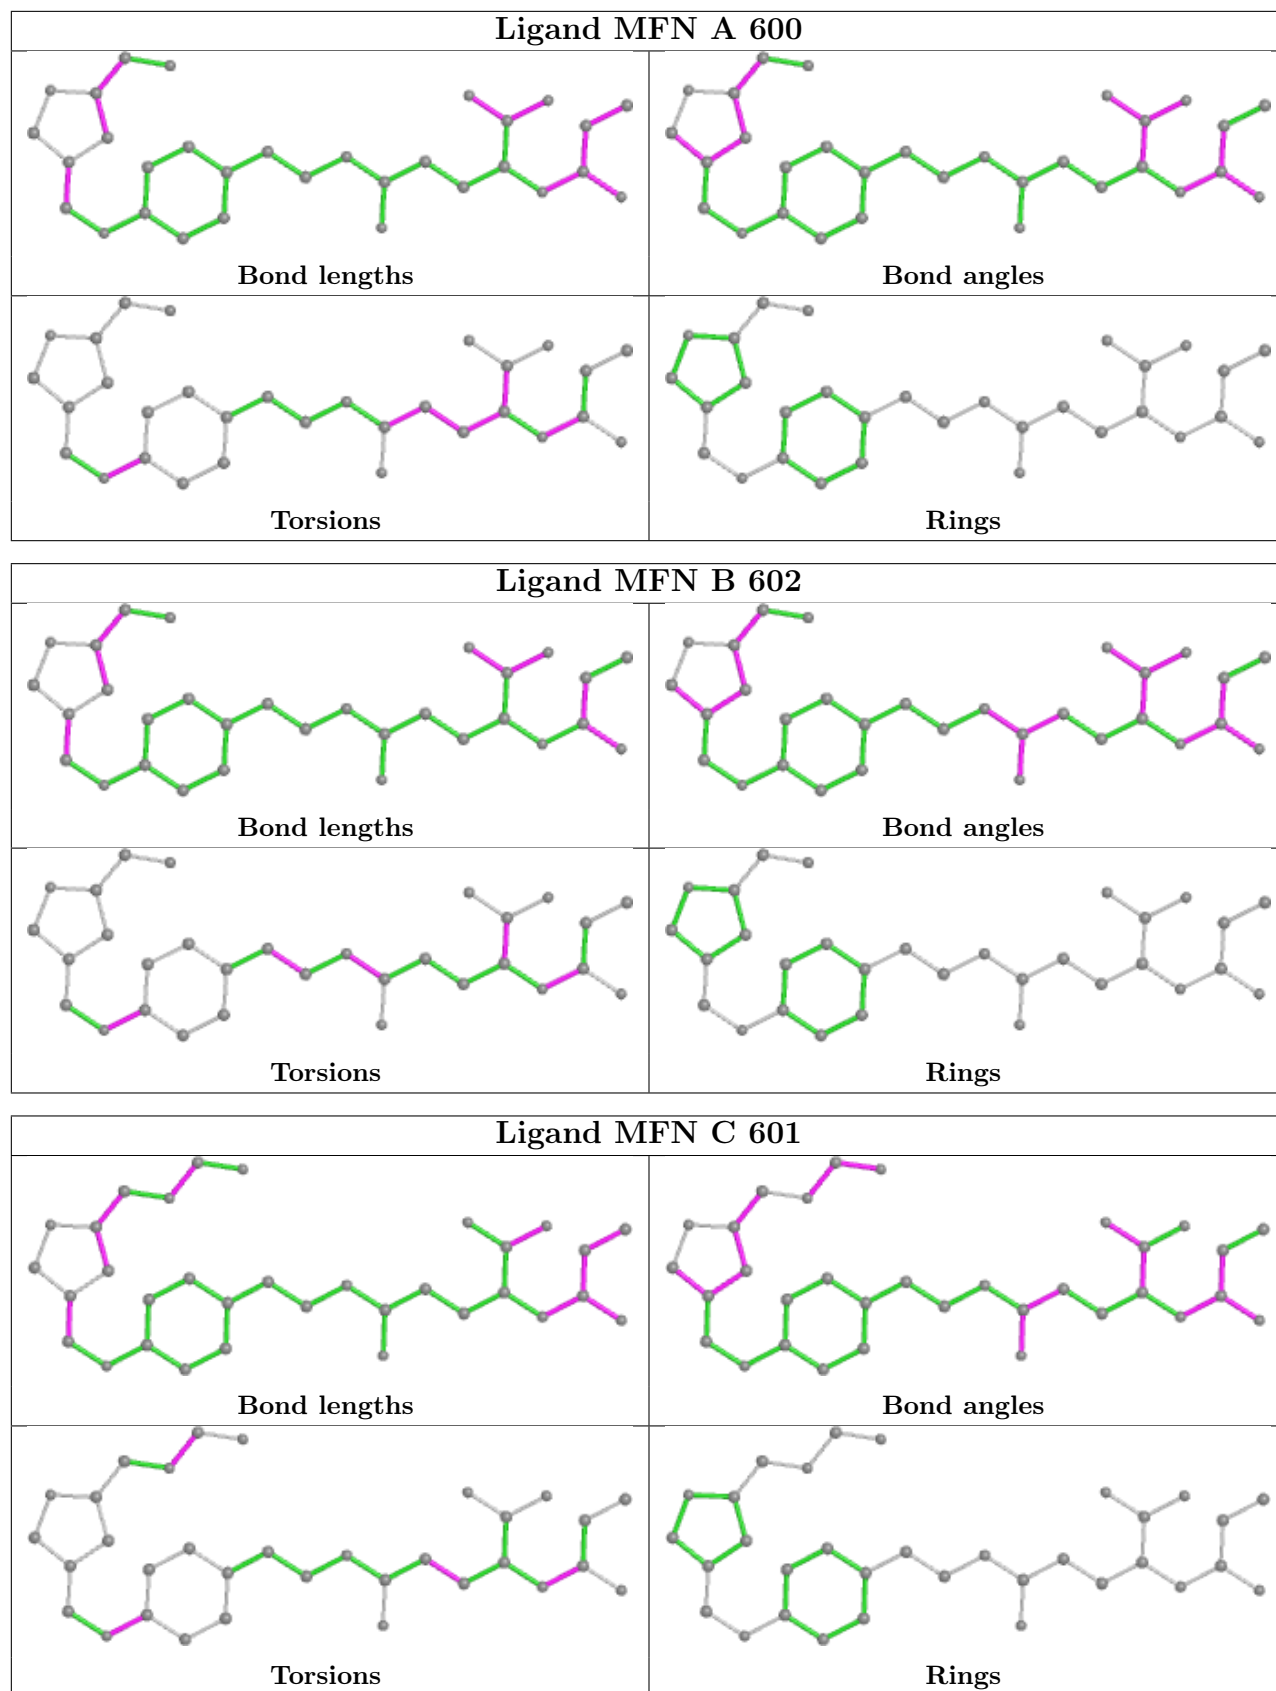 Ligand MFN A 600
Bond lengths
Bond angles
Torsions
Rings
Ligand MFN B 602
Bond lengths
Bond angles
Torsions
Rings
Ligand MFN C 601
Bond lengths
Bond angles
Torsions
Rings